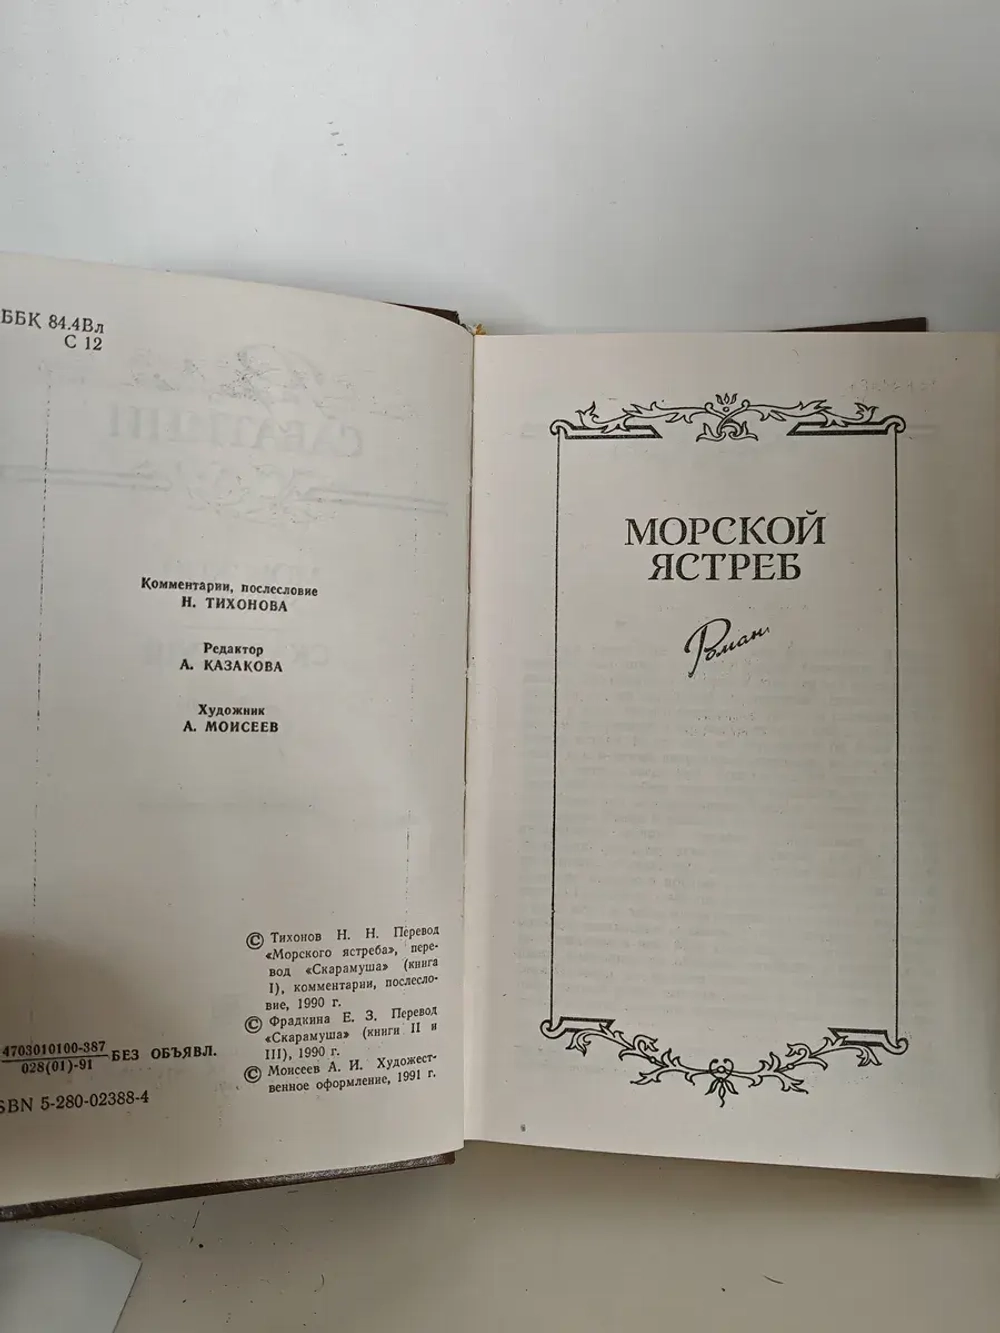 ББК 84.4Вл
С 12
Комментарии, послесловие
Н. ТИХОНОВА
Редактор
А. КАЗАКОВА
Художник
А. МОИСЕЕВ
© Тихонов Н. Н. Перевод
«Морского ястреба», пере-
вод «Скарамуша» (книга
I), комментарии, послесло-
вие, 1990 г.
© Фрадкина Е. З. Перевод
«Скарамуша» (книги II и
III), 1990 г.
© Моисеев А. И. Художест-
венное оформление, 1991 г.
4703010100-387
028(01)-91
БЕЗ ОБЪЯВЛ.
ISBN 5-280-02388-4
МОРСКОЙ
ЯСТРЕБ
Роман